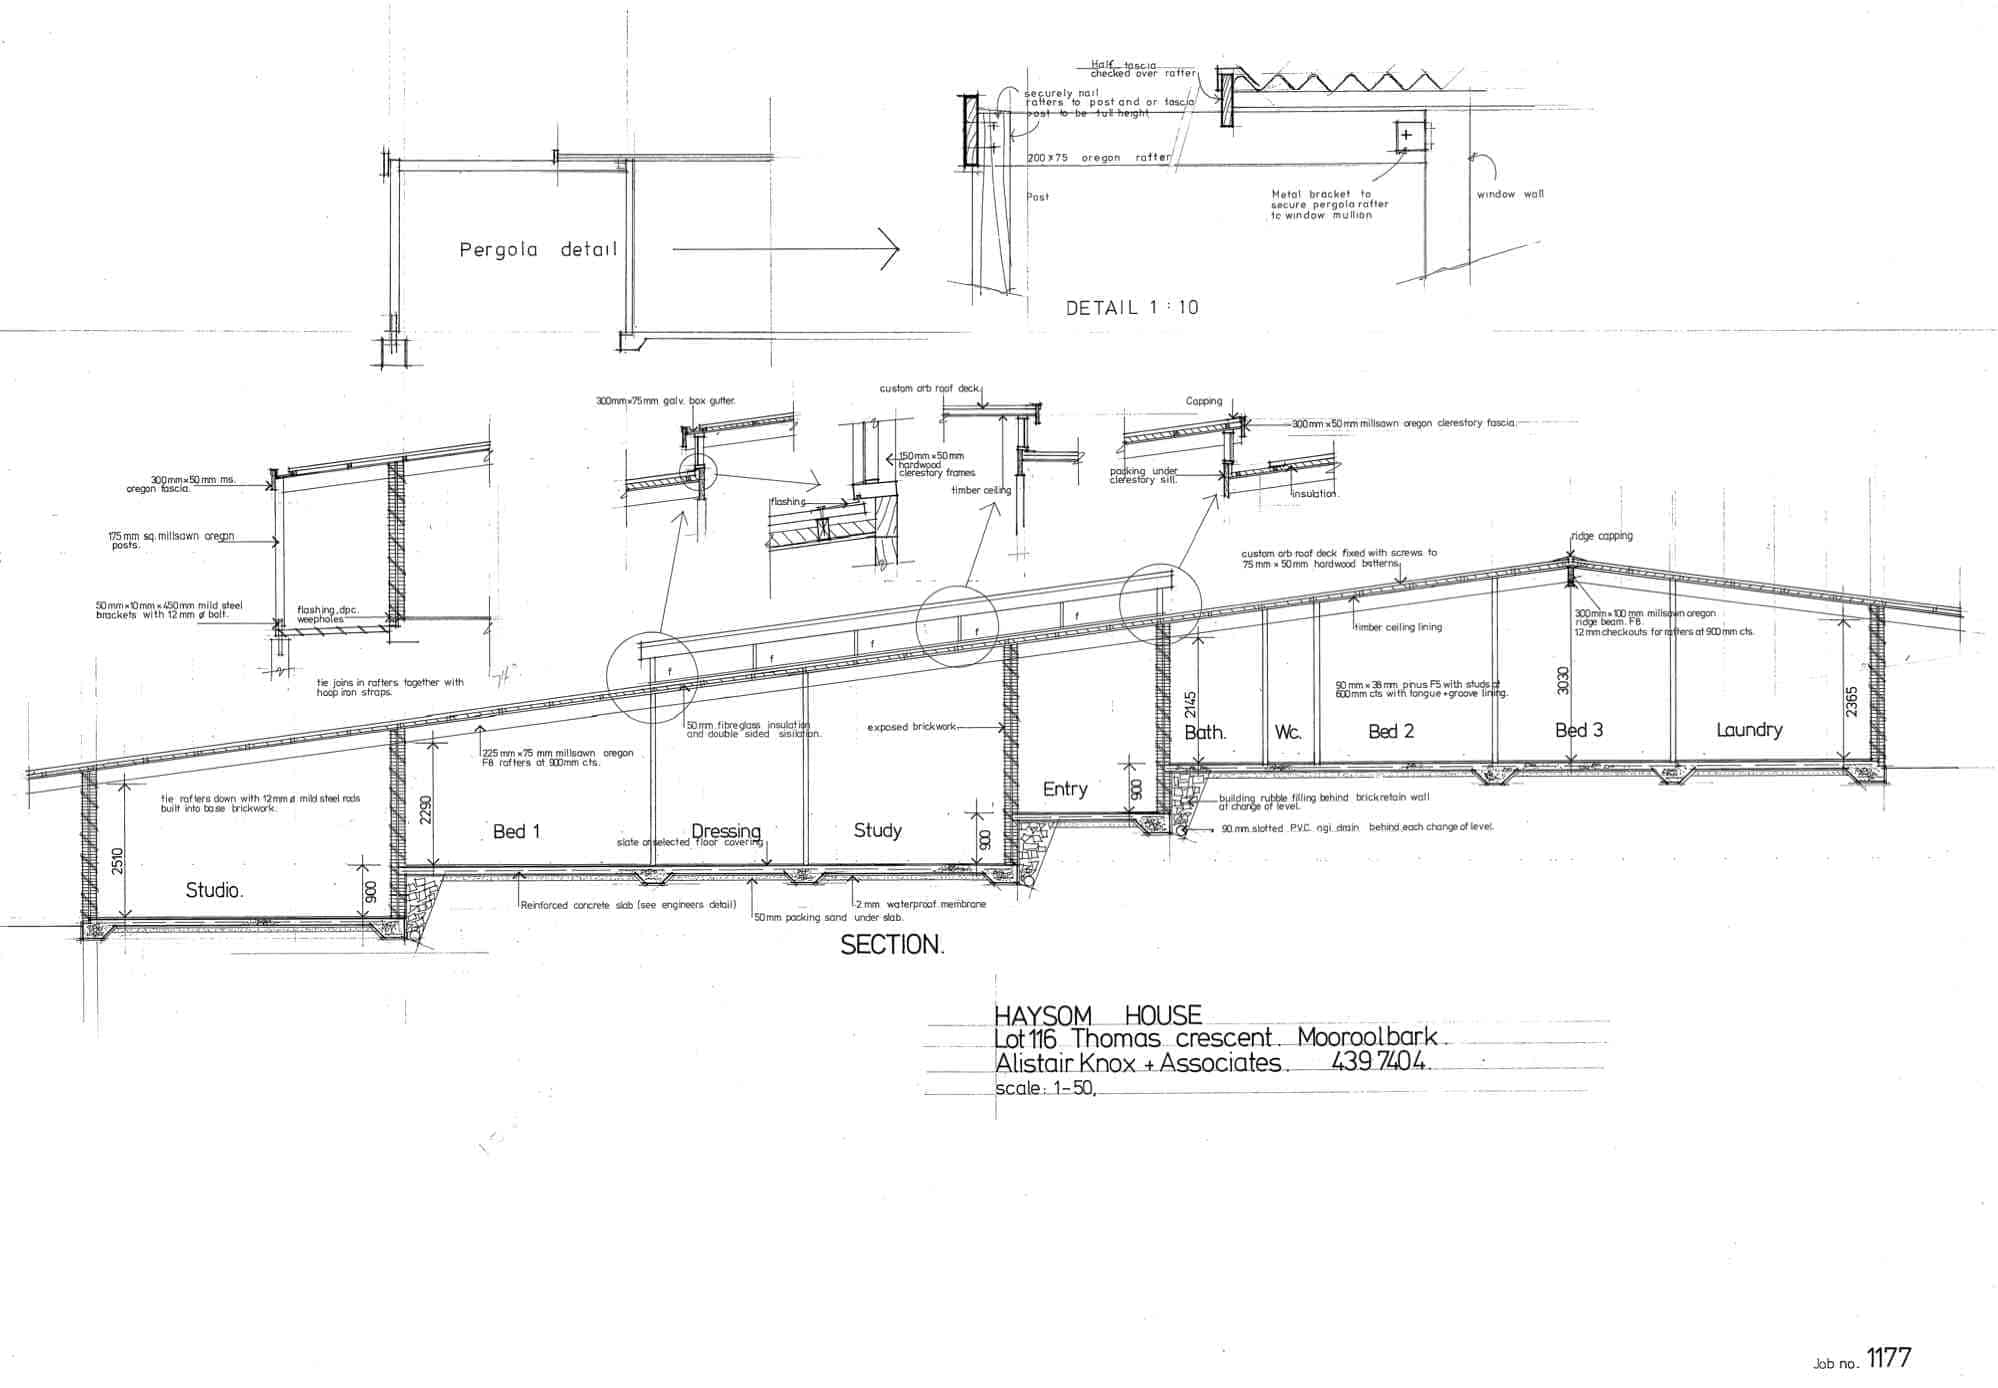 Half fascia
checked over rafter
securely nail
rafters to post and or fascia
post to be full height
200 x 75 oregon rafter
Post
Metal bracket to
secure pergola rafter
to window mullion
window wall
Pergola detail
DETAIL 1 : 10
300mm×75mm galv. box gutter.
custom orb roof deck
Capping
300mm×50mm millsawn oregon clerestory fascia.
150mm×50mm
hardwood
clerestory frames
timber ceiling
flashing
packing under
clerestory sill.
insulation.
300mm×50mm ms.
oregon fascia.
175mm sq. millsawn oregon
posts.
50mm×10mm×450mm mild steel
brackets with 12mm ø bolt.
flashing, dpc.
weepholes
tie joins in rafters together with
hoop iron straps.
custom orb roof deck fixed with screws to
75mm × 50mm hardwood battens.
ridge capping
timber ceiling lining
300mm×100mm millsawn oregon
ridge beam. F8.
12mm checkouts for rafters at 900mm cts.
90mm×38mm pinus F5 with studs at
600mm cts with tongue + groove lining.
f
f
f
f
f
50mm fibreglass insulation
and double sided sisilation.
exposed brickwork
225mm×75mm millsawn oregon
F8 rafters at 900mm cts.
tie rafters down with 12mm ø mild steel rods
built into base brickwork.
2510
900
2290
900
900
2145
3030
2365
Studio.
Bed 1
Dressing
Study
Entry
Bath.
Wc.
Bed 2
Bed 3
Laundry
slate or selected floor covering
building rubble filling behind brick retain wall
at change of level.
90mm slotted P.V.C. agi. drain behind each change of level.
Reinforced concrete slab (see engineers detail)
50mm packing sand under slab.
2mm waterproof membrane
SECTION.
HAYSOM HOUSE
Lot 116 Thomas crescent. Mooroolbark.
Alistair Knox + Associates. 439 7404.
scale: 1-50,
Job no. 1177